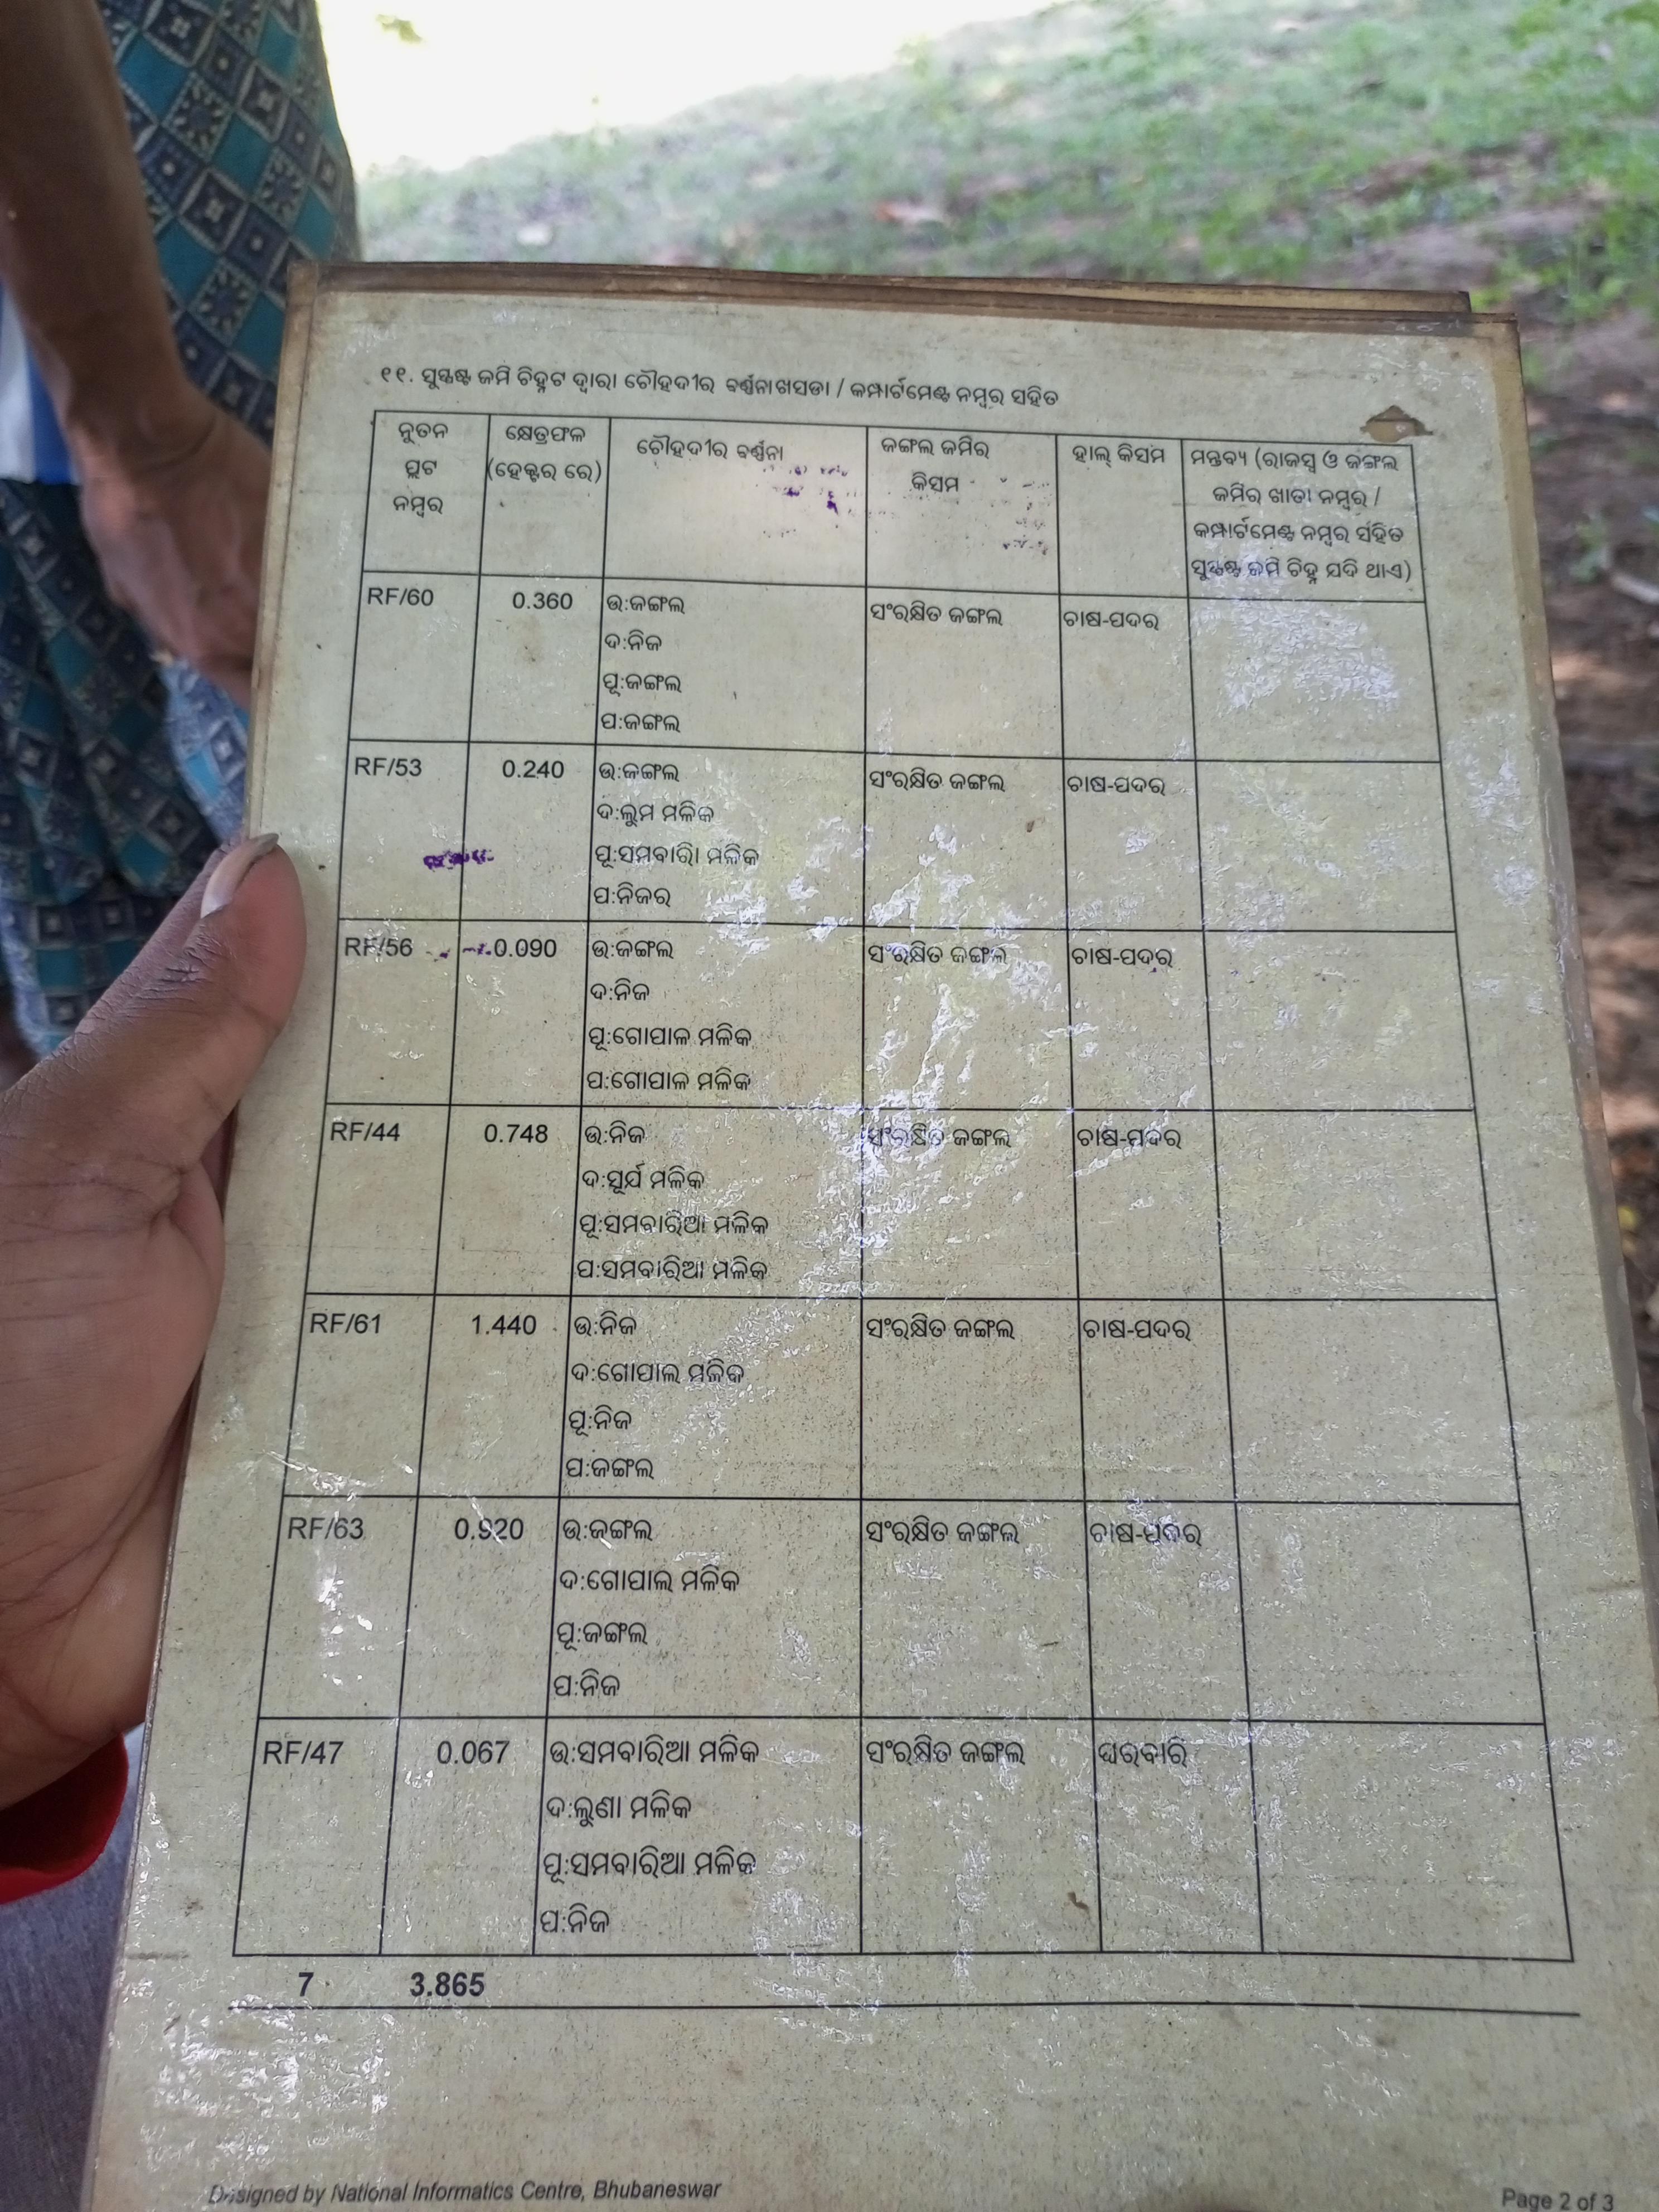 ୧୧. ସୁସ୍ପଷ୍ଟ ଜମି ଚିହ୍ନଟ ଦ୍ୱାରା ଚୌହଦୀର ବର୍ଣ୍ଣନାଖସଡା / କମ୍ପାର୍ଟମେଣ୍ଟ ନମ୍ବର ସହିତ
ନୁତନ ପ୍ଲଟ ନମ୍ବର
କ୍ଷେତ୍ରଫଳ (ହେକ୍ଟର ରେ)
ଚୌହଦୀର ବର୍ଣ୍ଣନା
ଜଙ୍ଗଲ ଜମିର କିସମ
ହାଲ୍ କିସମ
ମନ୍ତବ୍ୟ (ରାଜସ୍ୱ ଓ ଜଙ୍ଗଲ
ଜମିର ଖାତା ନମ୍ବର /
କମ୍ପାର୍ଟମେଣ୍ଟ ନମ୍ବର ସହିତ
ସୁସ୍ପଷ୍ଟ ଜମି ଚିହ୍ନ ଯଦି ଥାଏ)
RF/60 0.360 ଉ:ଜଙ୍ଗଲ ସଂରକ୍ଷିତ ଜଙ୍ଗଲ ଚାଷ-ପଦର
ଦ:ନିଜ
ପୂ:ଜଙ୍ଗଲ
ପ:ଜଙ୍ଗଲ
RF/53 0.240 ଉ:ଜଙ୍ଗଲ ସଂରକ୍ଷିତ ଜଙ୍ଗଲ ଚାଷ-ପଦର
ଦ:ଲୁମ ମଳିକ
ପୂ:ସମବାରିା ମଳିକ
ପ:ନିଜର
RF/56 0.090 ଉ:ଜଙ୍ଗଲ ସଂରକ୍ଷିତ ଜଙ୍ଗଲ ଚାଷ-ପଦର
ଦ:ନିଜ
ପୂ:ଗୋପାଳ ମଳିକ
ପ:ଗୋପାଳ ମଳିକ
RF/44 0.748 ଉ:ନିଜ ସଂରକ୍ଷିତ ଜଙ୍ଗଲ ଚାଷ-ପଦର
ଦ:ସୂର୍ଯ ମଳିକ
ପୂ:ସମବାରିଆ ମଳିକ
ପ:ସମବାରିଆ ମଳିକ
RF/61 1.440 ଉ:ନିଜ ସଂରକ୍ଷିତ ଜଙ୍ଗଲ ଚାଷ-ପଦର
ଦ:ଗୋପାଲ ମଳିକ
ପୂ:ନିଜ
ପ:ଜଙ୍ଗଲ
RF/63 0.920 ଉ:ଜଙ୍ଗଲ ସଂରକ୍ଷିତ ଜଙ୍ଗଲ ଚାଷ-ପଦର
ଦ:ଗୋପାଲ ମଳିକ
ପୂ:ଜଙ୍ଗଲ
ପ:ନିଜ
RF/47 0.067 ଉ:ସମବାରିଆ ମଳିକ ସଂରକ୍ଷିତ ଜଙ୍ଗଲ ଘରବାରି
ଦ:ଲୁଣା ମଳିକ
ପୂ:ସମବାରିଆ ମଳିକ
ପ:ନିଜ
7 3.865
Designed by National Informatics Centre, Bhubaneswar Page 2 of 3